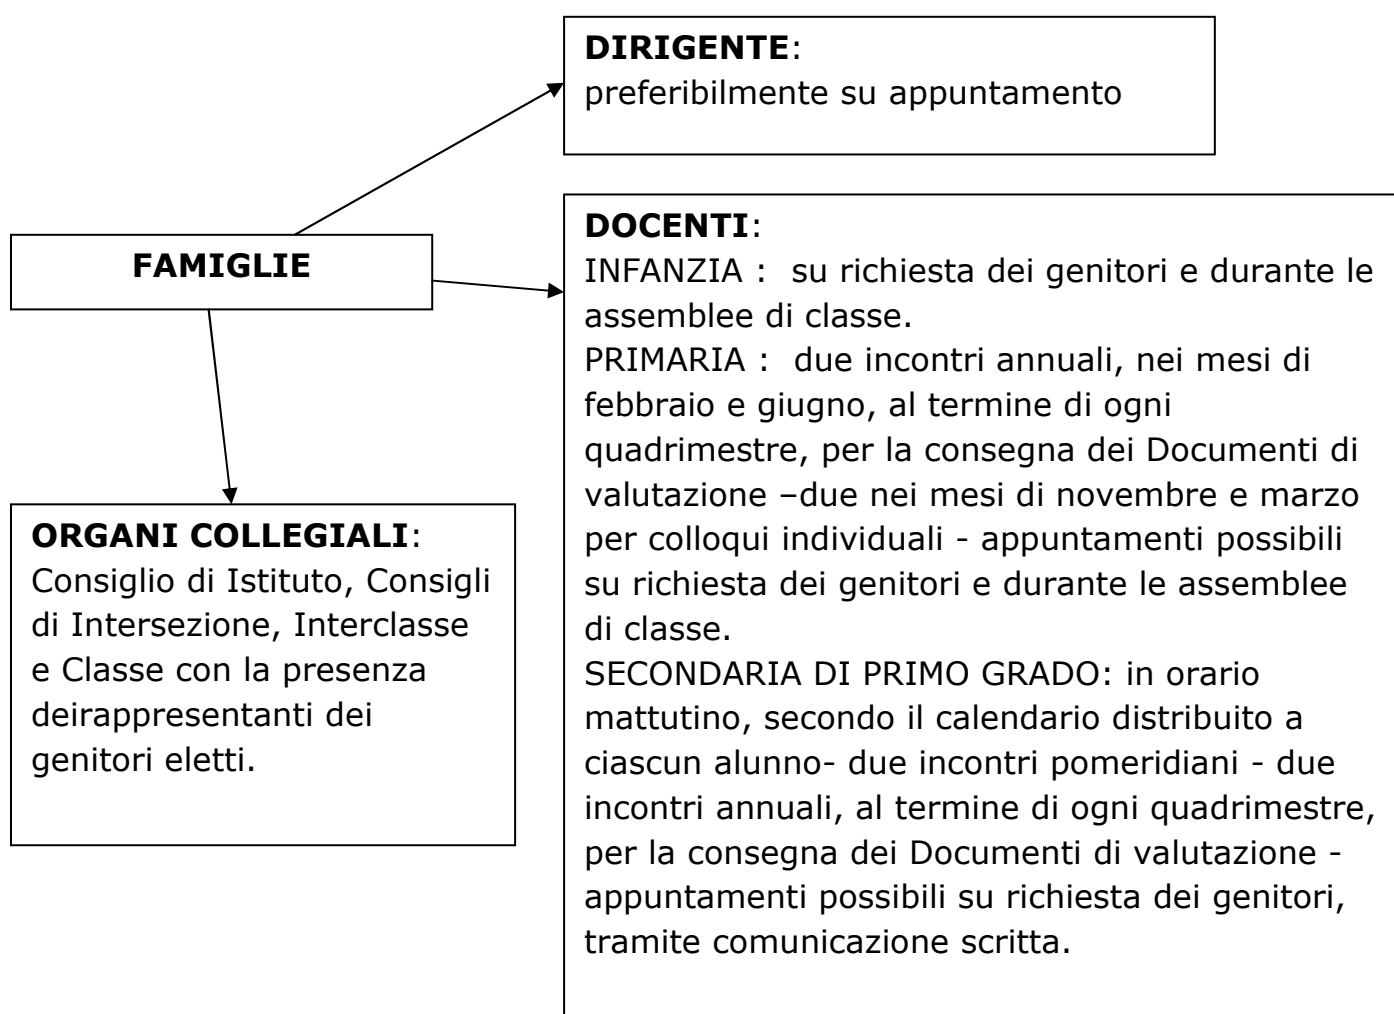 DIRIGENTE:
preferibilmente su appuntamento
FAMIGLIE
DOCENTI:
INFANZIA :  su richiesta dei genitori e durante le
assemblee di classe.
PRIMARIA :  due incontri annuali, nei mesi di
febbraio e giugno, al termine di ogni
quadrimestre, per la consegna dei Documenti di
valutazione –due nei mesi di novembre e marzo
per colloqui individuali - appuntamenti possibili
su richiesta dei genitori e durante le assemblee
di classe.
SECONDARIA DI PRIMO GRADO: in orario
mattutino, secondo il calendario distribuito a
ciascun alunno- due incontri pomeridiani - due
incontri annuali, al termine di ogni quadrimestre,
per la consegna dei Documenti di valutazione -
appuntamenti possibili su richiesta dei genitori,
tramite comunicazione scritta.
ORGANI COLLEGIALI:
Consiglio di Istituto, Consigli
di Intersezione, Interclasse
e Classe con la presenza
deirappresentanti dei
genitori eletti.